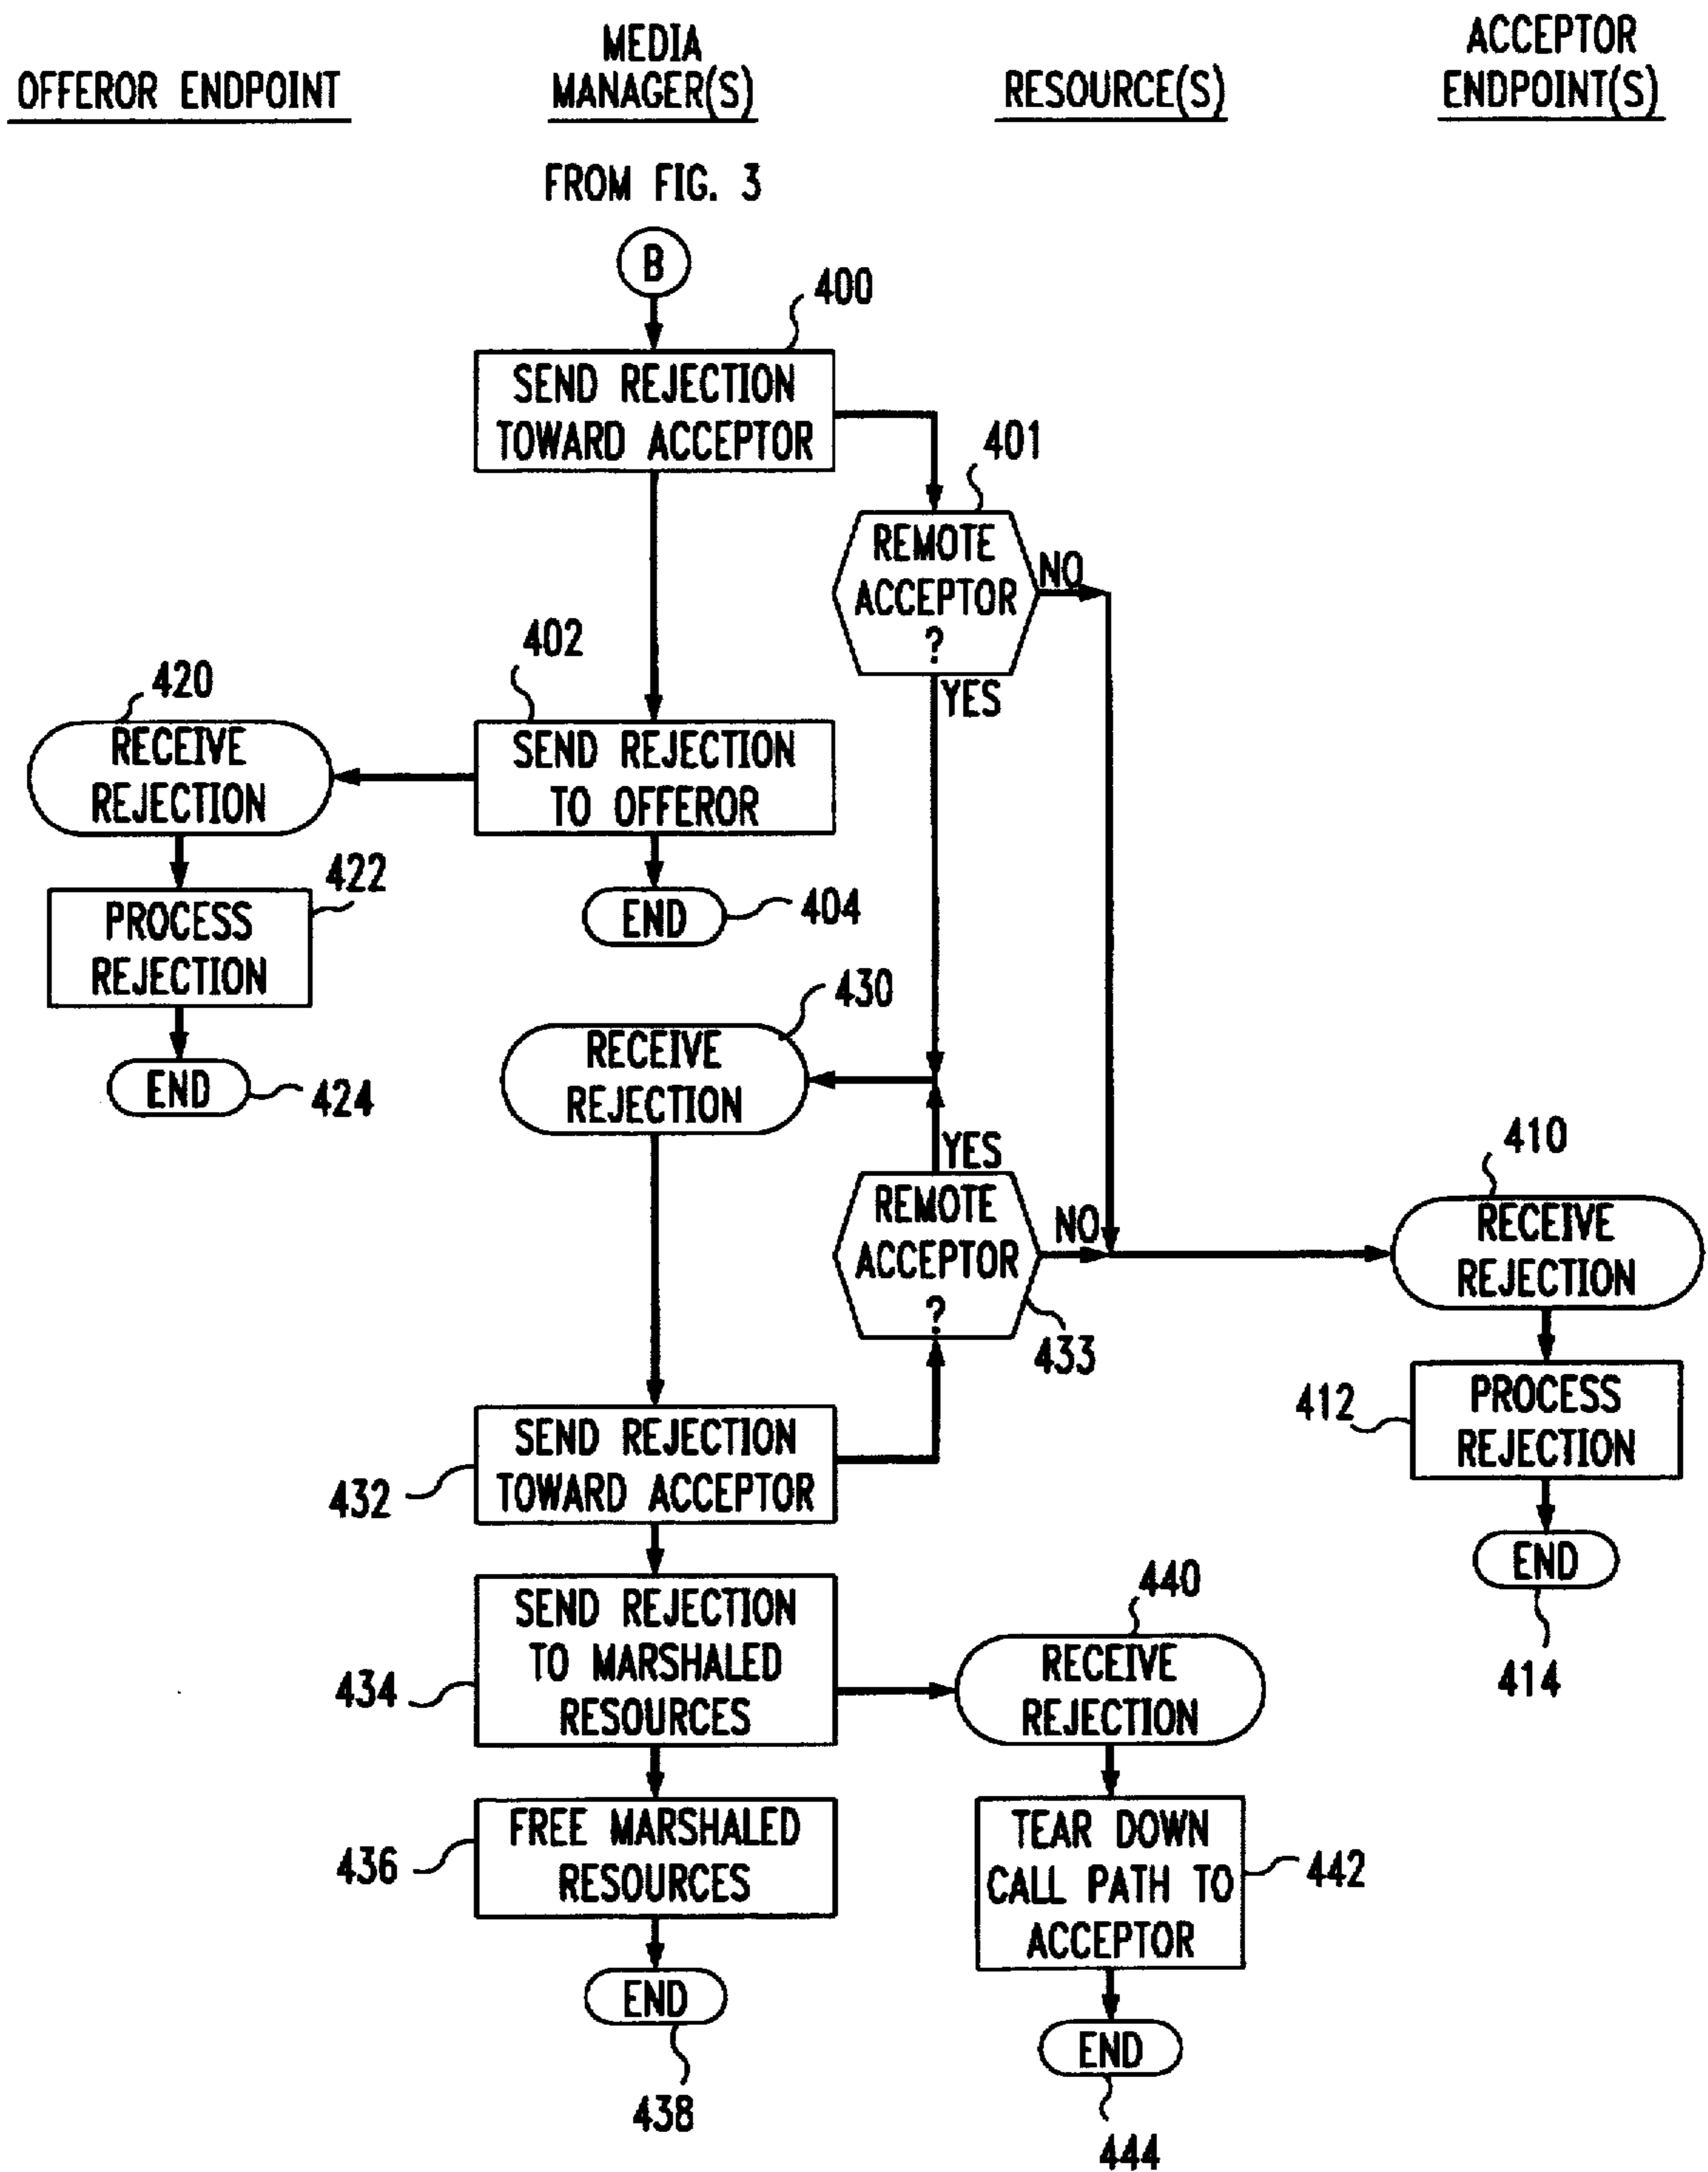 OFFEROR ENDPOINT
MEDIA
MANAGER(S)
RESOURCE(S)
ACCEPTOR
ENDPOINT(S)
FROM FIG. 3
B
400
SEND REJECTION
TOWARD ACCEPTOR
401
REMOTE
ACCEPTOR
?
NO
YES
402
SEND REJECTION
TO OFFEROR
420
RECEIVE
REJECTION
422
PROCESS
REJECTION
END
404
END
424
430
RECEIVE
REJECTION
YES
REMOTE
ACCEPTOR
?
NO
433
410
RECEIVE
REJECTION
412
PROCESS
REJECTION
END
414
432
SEND REJECTION
TOWARD ACCEPTOR
434
SEND REJECTION
TO MARSHALED
RESOURCES
440
RECEIVE
REJECTION
436
FREE MARSHALED
RESOURCES
TEAR DOWN
CALL PATH TO
ACCEPTOR
442
END
438
END
444